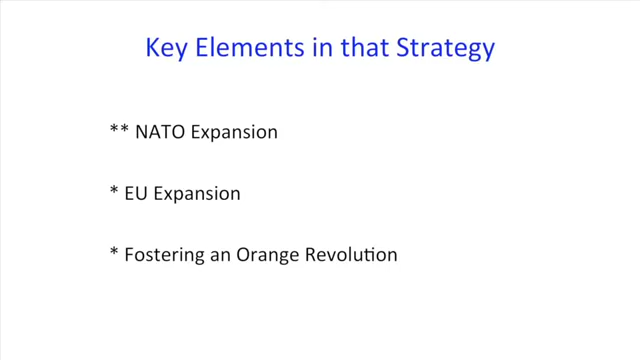 Key Elements in that Strategy
** NATO Expansion
* EU Expansion
* Fostering an Orange Revolution